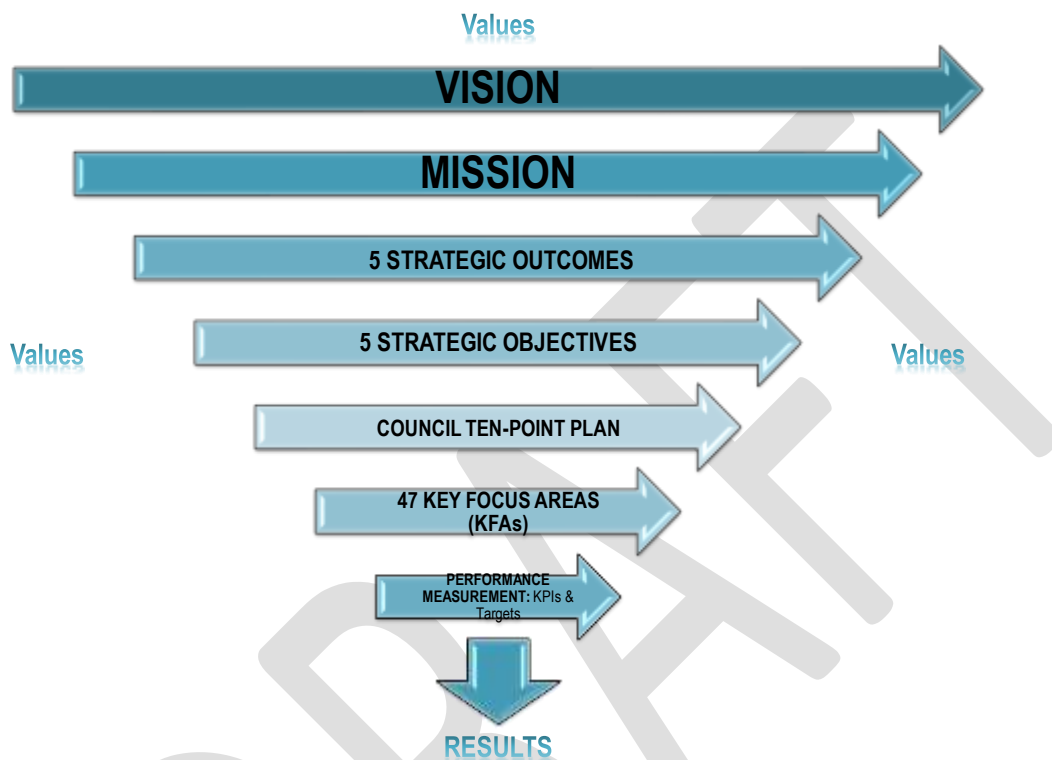 Values
VISION
MISSION
5 STRATEGIC OUTCOMES
5 STRATEGIC OBJECTIVES
Values
Values
COUNCIL TEN-POINT PLAN
47 KEY FOCUS AREAS
(KFAs)
PERFORMANCE
MEASUREMENT: KPIs &
Targets
RESULTS
DRAFT